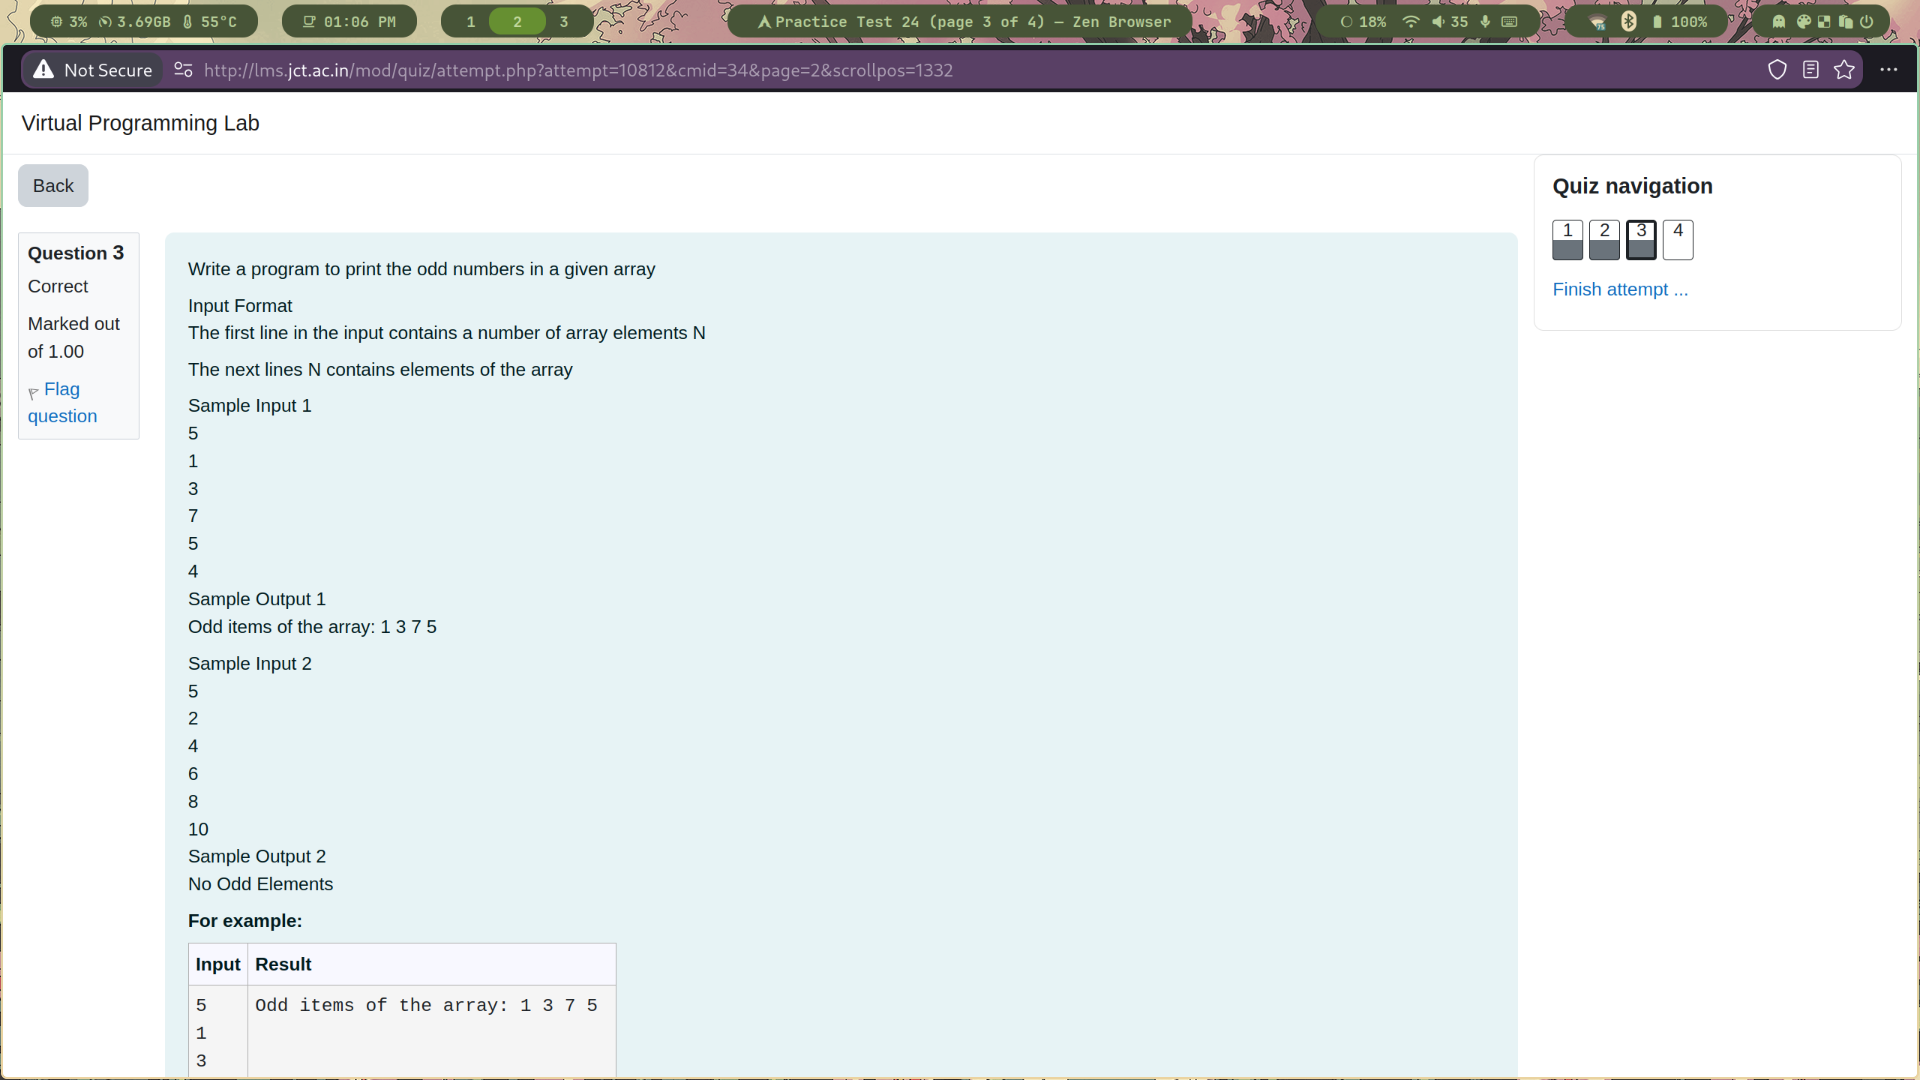 3% 3.69GB 55°C 01:06 PM 1 2 3 Practice Test 24 (page 3 of 4) — Zen Browser 18% 35 100%
Not Secure http://lms.jct.ac.in/mod/quiz/attempt.php?attempt=10812&cmid=34&page=2&scrollpos=1332
Virtual Programming Lab
Back
Question 3
Correct
Marked out
of 1.00
Flag
question
Write a program to print the odd numbers in a given array
Input Format
The first line in the input contains a number of array elements N
The next lines N contains elements of the array
Sample Input 1
5
1
3
7
5
4
Sample Output 1
Odd items of the array: 1 3 7 5
Sample Input 2
5
2
4
6
8
10
Sample Output 2
No Odd Elements
For example:
Input Result
5 Odd items of the array: 1 3 7 5
1
3
Quiz navigation
1 2 3 4
Finish attempt ...